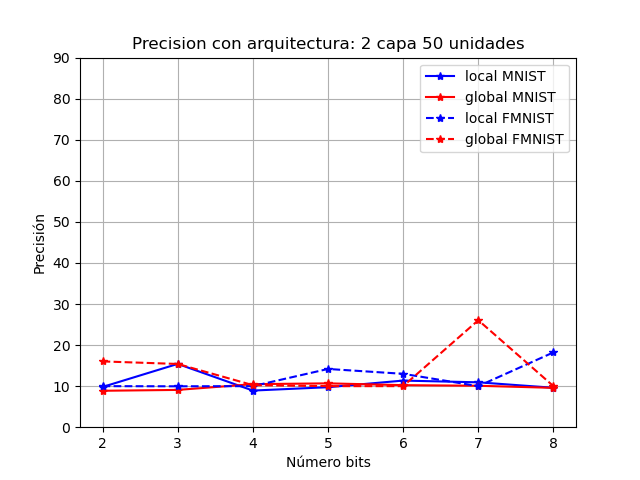 Precision con arquitectura: 2 capa 50 unidades
90
80
70
60
50
40
30
20
10
0
Precisión
local MNIST
global MNIST
local FMNIST
global FMNIST
2 3 4 5 6 7 8
Número bits